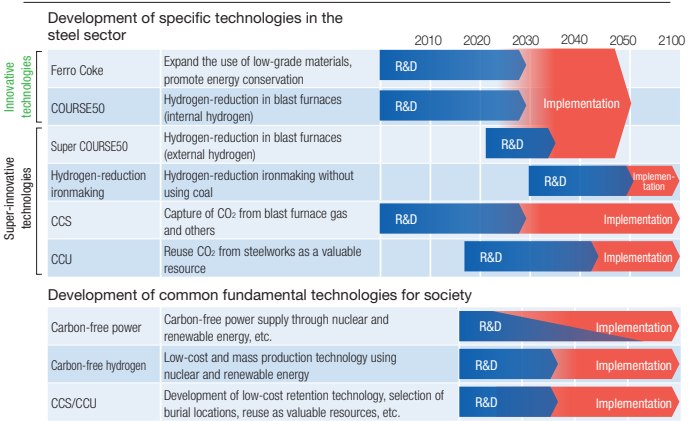 Development of specific technologies in the
steel sector
2010 2020 2030 2040 2050 2100
Innovative
technologies
Ferro Coke
Expand the use of low-grade materials,
promote energy conservation
R&D
COURSE50
Hydrogen-reduction in blast furnaces
(internal hydrogen)
R&D
Implementation
Super-innovative
technologies
Super COURSE50
Hydrogen-reduction in blast furnaces
(external hydrogen)
R&D
Hydrogen-reduction
ironmaking
Hydrogen-reduction ironmaking without
using coal
R&D
Implemen-
tation
CCS
Capture of CO₂ from blast furnace gas
and others
R&D
Implementation
CCU
Reuse CO₂ from steelworks as a valuable
resource
R&D
Implementation
Development of common fundamental technologies for society
Carbon-free power
Carbon-free power supply through nuclear and
renewable energy, etc.
R&D
Implementation
Carbon-free hydrogen
Low-cost and mass production technology using
nuclear and renewable energy
R&D
Implementation
CCS/CCU
Development of low-cost retention technology, selection of
burial locations, reuse as valuable resources, etc.
R&D
Implementation